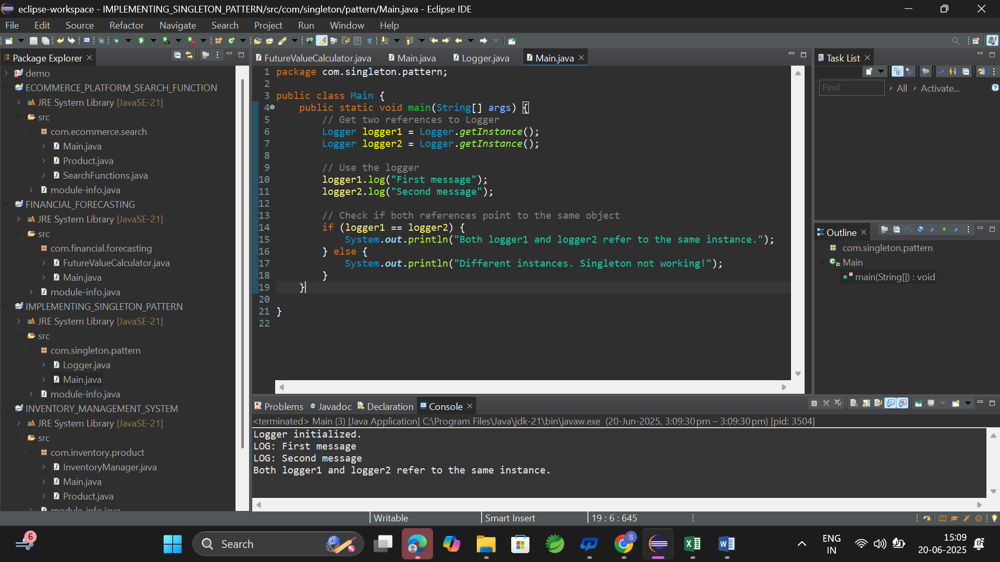 eclipse-workspace - IMPLEMENTING_SINGLETON_PATTERN/src/com/singleton/pattern/Main.java - Eclipse IDE
File Edit Source Refactor Navigate Search Project Run Window Help
Package Explorer
demo
ECOMMERCE_PLATFORM_SEARCH_FUNCTION
JRE System Library [JavaSE-21]
src
com.ecommerce.search
Main.java
Product.java
SearchFunctions.java
module-info.java
FINANCIAL_FORECASTING
JRE System Library [JavaSE-21]
src
com.financial.forecasting
FutureValueCalculator.java
Main.java
module-info.java
IMPLEMENTING_SINGLETON_PATTERN
JRE System Library [JavaSE-21]
src
com.singleton.pattern
Logger.java
Main.java
module-info.java
INVENTORY_MANAGEMENT_SYSTEM
JRE System Library [JavaSE-21]
src
com.inventory.product
InventoryManager.java
Main.java
Product.java
module-info.java
FutureValueCalculator.java Main.java Logger.java Main.java
1 package com.singleton.pattern;
2
3 public class Main {
4 public static void main(String[] args) {
5 // Get two references to Logger
6 Logger logger1 = Logger.getInstance();
7 Logger logger2 = Logger.getInstance();
8
9 // Use the logger
10 logger1.log("First message");
11 logger2.log("Second message");
12
13 // Check if both references point to the same object
14 if (logger1 == logger2) {
15 System.out.println("Both logger1 and logger2 refer to the same instance.");
16 } else {
17 System.out.println("Different instances. Singleton not working!");
18 }
19 }
20
21 }
22
Task List
Find All Activate...
Outline
com.singleton.pattern
Main
main(String[]) : void
Problems Javadoc Declaration Console
<terminated> Main (3) [Java Application] C:\Program Files\Java\jdk-21\bin\javaw.exe (20-Jun-2025, 3:09:30 pm – 3:09:30 pm) [pid: 3504]
Logger initialized.
LOG: First message
LOG: Second message
Both logger1 and logger2 refer to the same instance.
Writable Smart Insert 19 : 6 : 645
6
Search
S
ENG
IN
15:09
20-06-2025